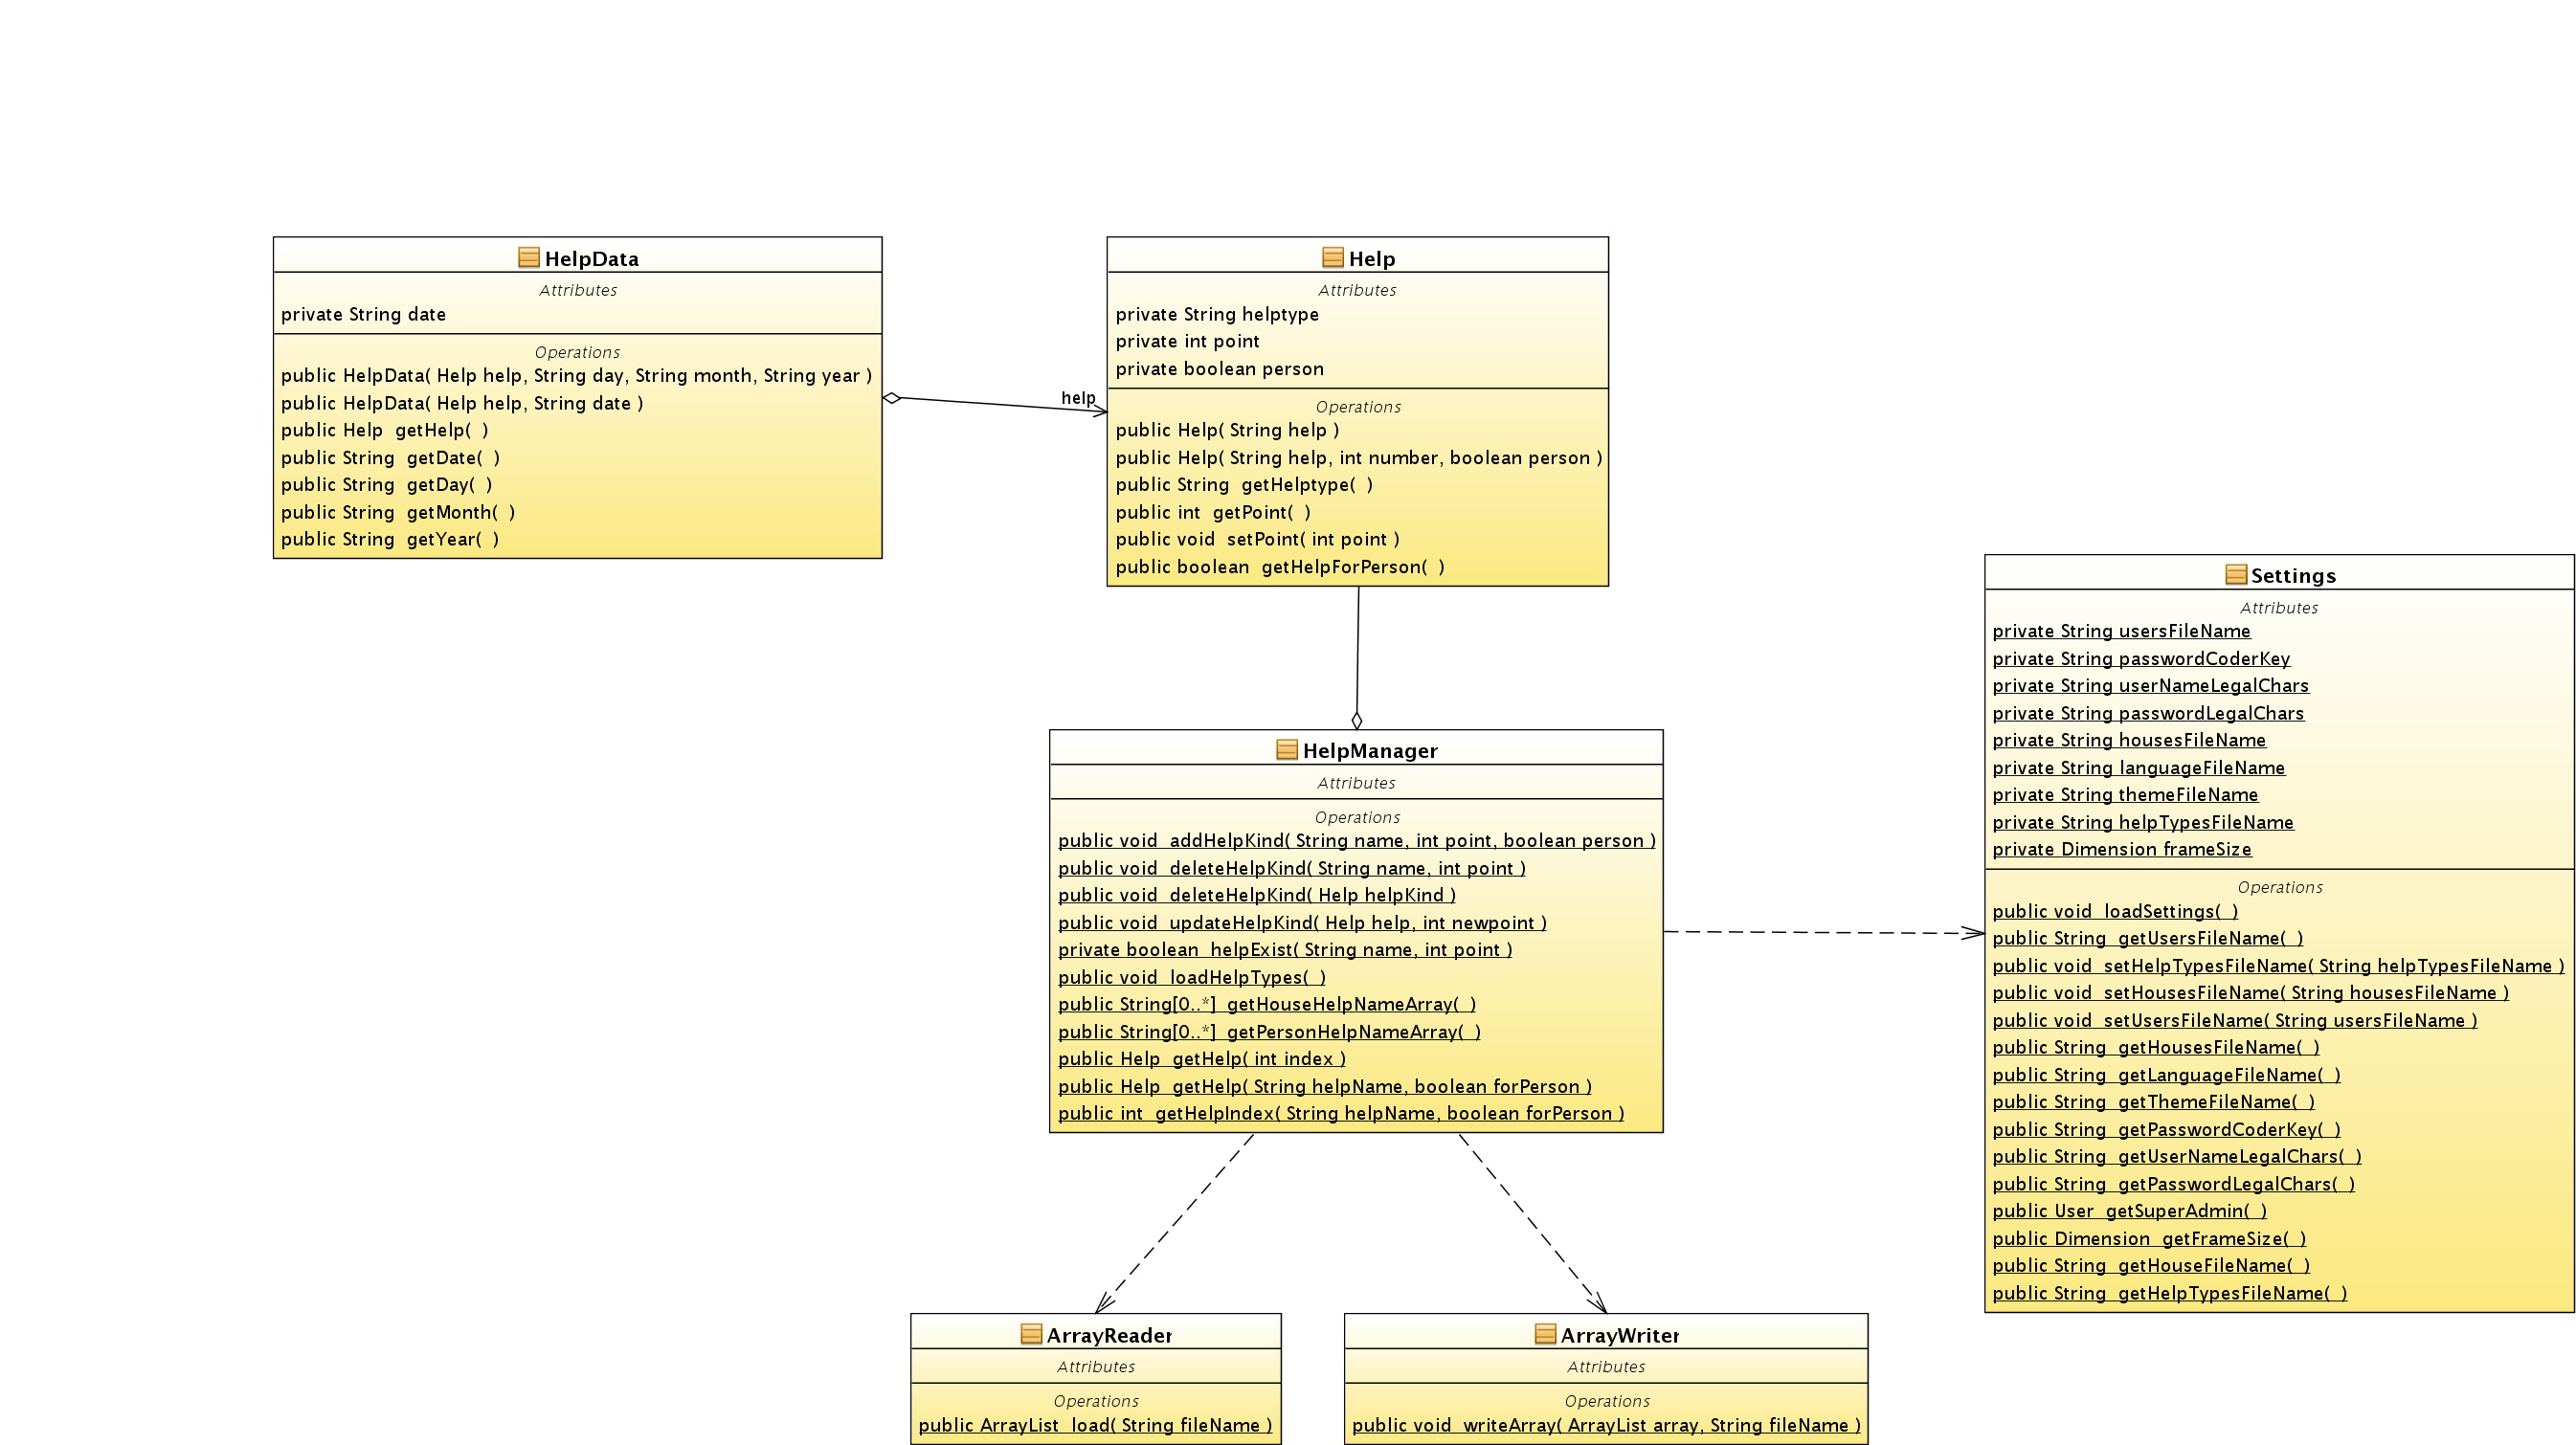 HelpData
Attributes
private String date
Operations
public HelpData( Help help, String day, String month, String year )
public HelpData( Help help, String date )
public Help  getHelp(  )
public String  getDate(  )
public String  getDay(  )
public String  getMonth(  )
public String  getYear(  )
help
Help
Attributes
private String helptype
private int point
private boolean person
Operations
public Help( String help )
public Help( String help, int number, boolean person )
public String  getHelptype(  )
public int  getPoint(  )
public void  setPoint( int point )
public boolean  getHelpForPerson(  )
HelpManager
Attributes
Operations
public void  addHelpKind( String name, int point, boolean person )
public void  deleteHelpKind( String name, int point )
public void  deleteHelpKind( Help helpKind )
public void  updateHelpKind( Help help, int newpoint )
private boolean  helpExist( String name, int point )
public void  loadHelpTypes(  )
public String[0..*]  getHouseHelpNameArray(  )
public String[0..*]  getPersonHelpNameArray(  )
public Help  getHelp( int index )
public Help  getHelp( String helpName, boolean forPerson )
public int  getHelpIndex( String helpName, boolean forPerson )
Settings
Attributes
private String usersFileName
private String passwordCoderKey
private String userNameLegalChars
private String passwordLegalChars
private String housesFileName
private String languageFileName
private String themeFileName
private String helpTypesFileName
private Dimension frameSize
Operations
public void  loadSettings(  )
public String  getUsersFileName(  )
public void  setHelpTypesFileName( String helpTypesFileName )
public void  setHousesFileName( String housesFileName )
public void  setUsersFileName( String usersFileName )
public String  getHousesFileName(  )
public String  getLanguageFileName(  )
public String  getThemeFileName(  )
public String  getPasswordCoderKey(  )
public String  getUserNameLegalChars(  )
public String  getPasswordLegalChars(  )
public User  getSuperAdmin(  )
public Dimension  getFrameSize(  )
public String  getHouseFileName(  )
public String  getHelpTypesFileName(  )
ArrayReader
Attributes
Operations
public ArrayList  load( String fileName )
ArrayWriter
Attributes
Operations
public void  writeArray( ArrayList array, String fileName )